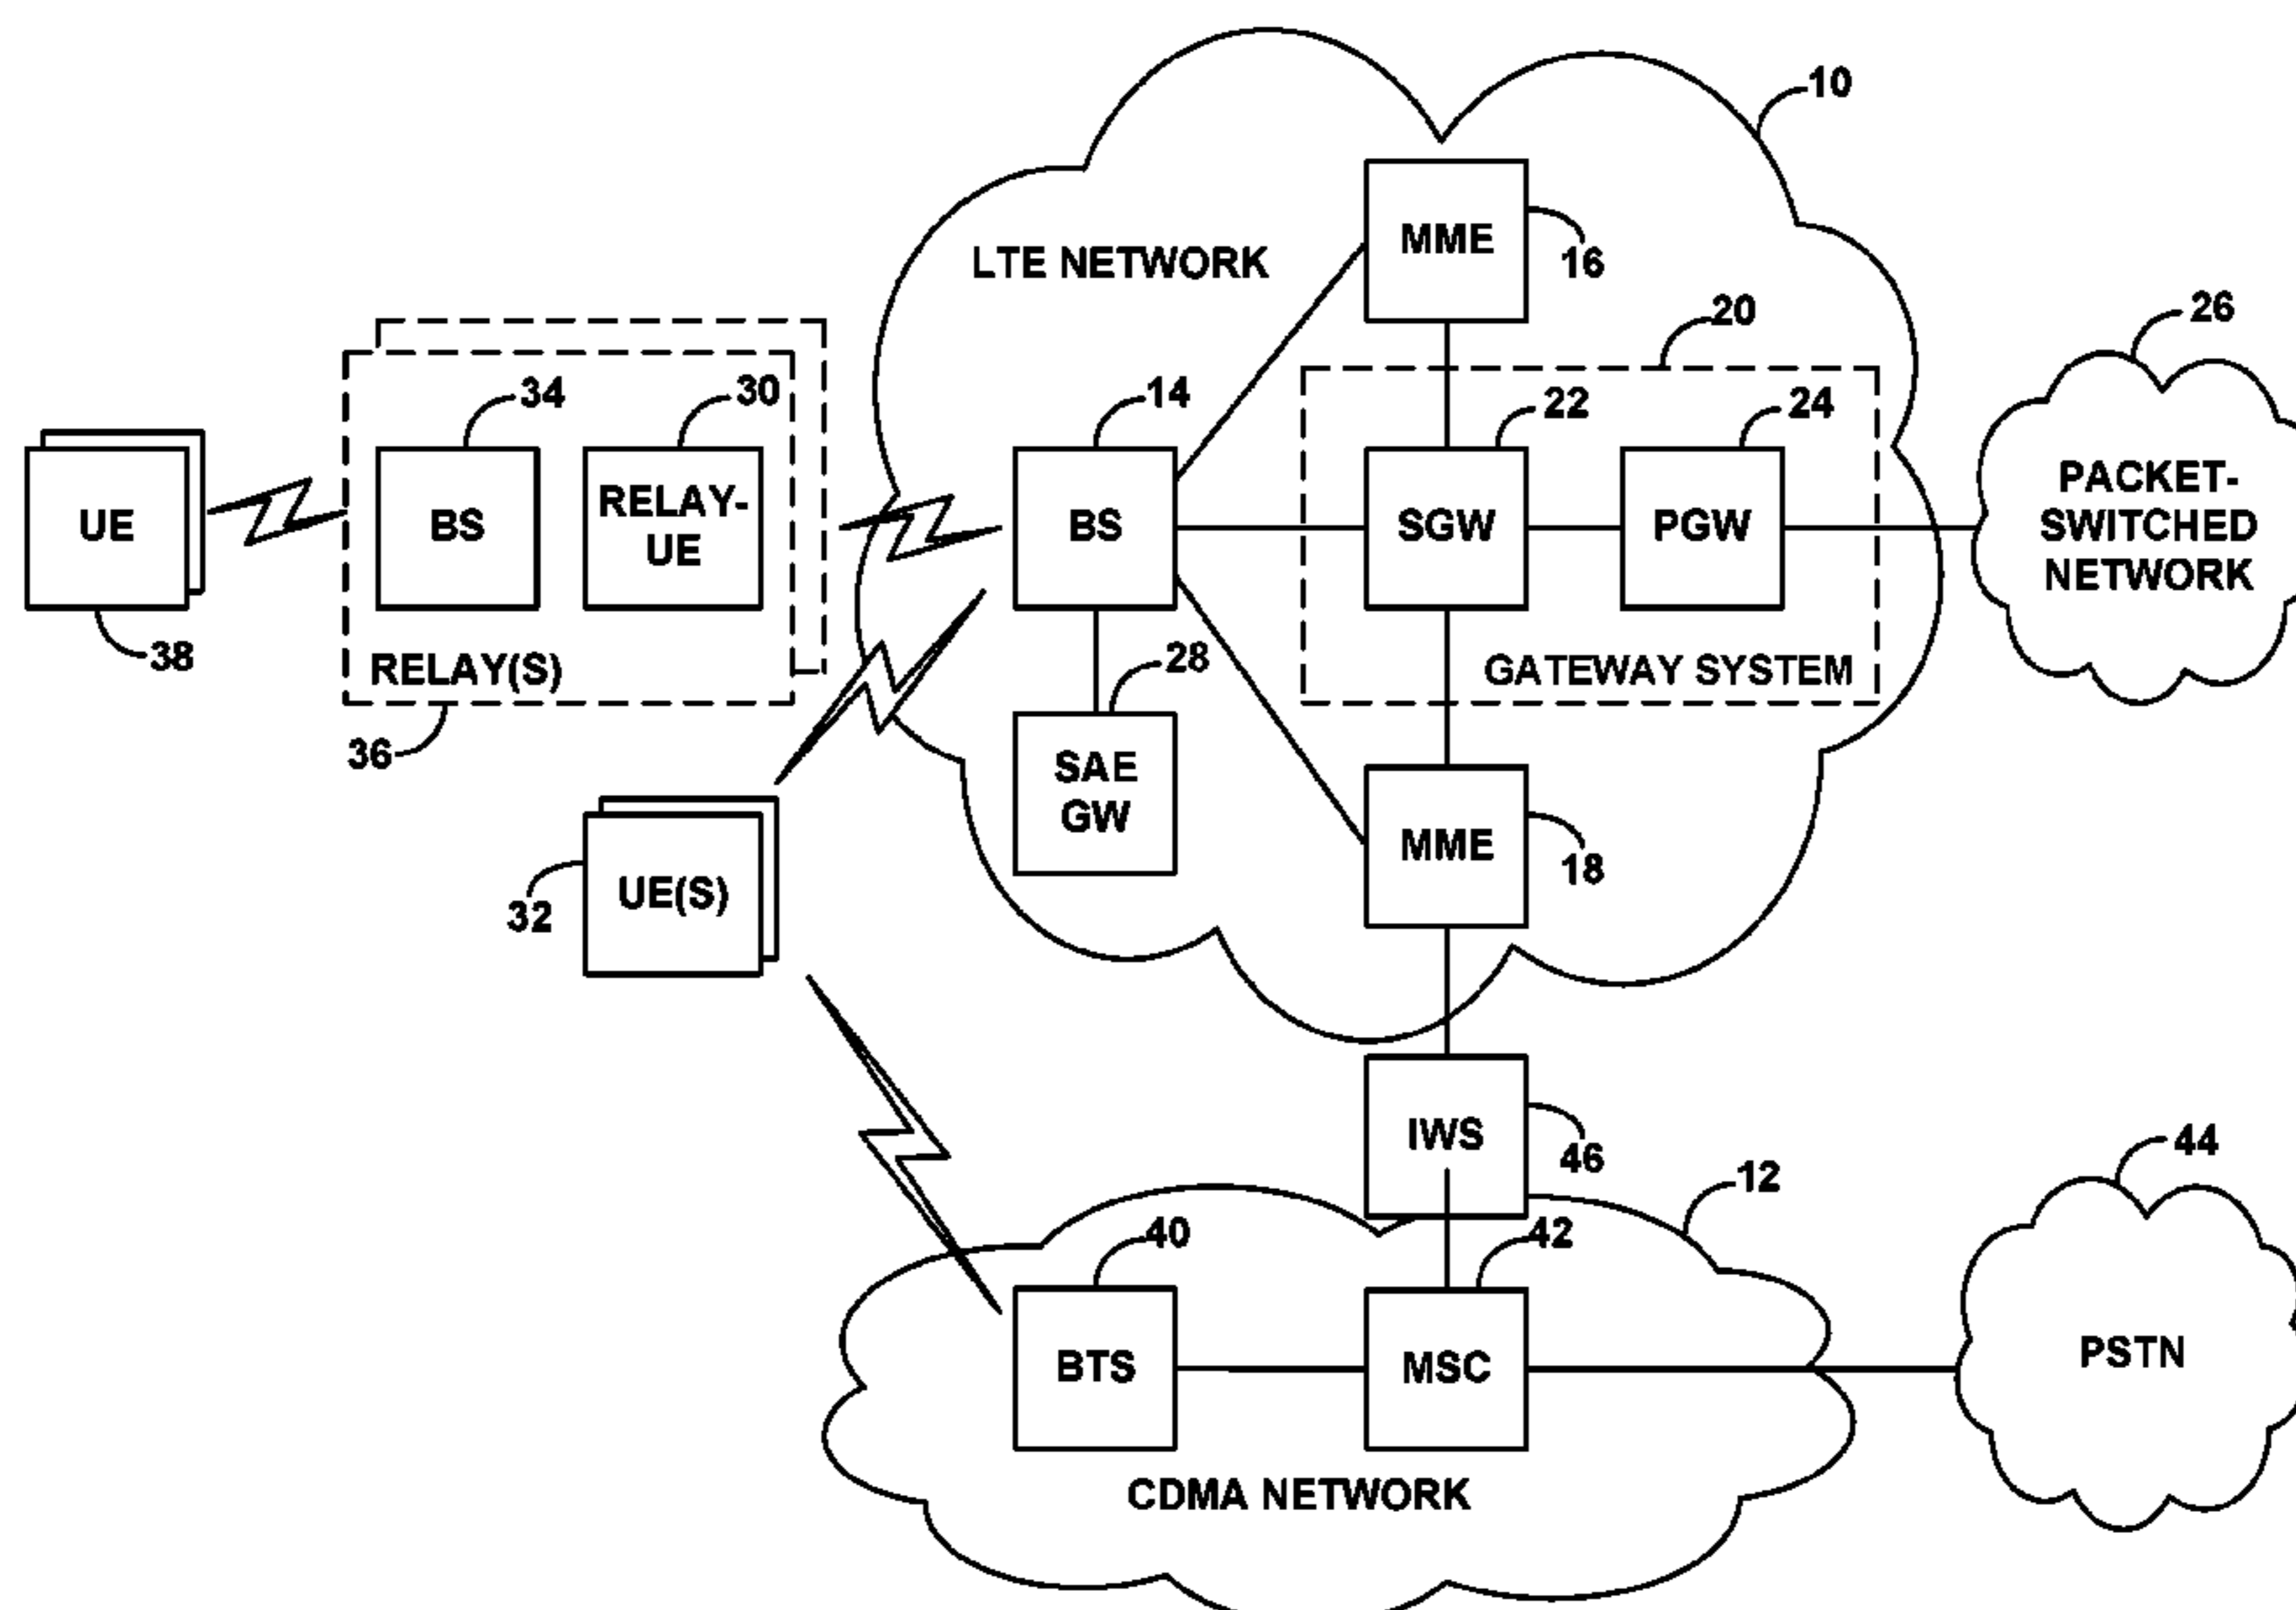 10
MME
LTE NETWORK
16
20
26
34
30
14
22
24
UE
BS
RELAY-
UE
BS
SGW
PGW
PACKET-
SWITCHED
NETWORK
38
RELAY(S)
28
GATEWAY SYSTEM
36
SAE
GW
MME
18
32
UE(S)
IWS
46
44
12
40
42
BTS
MSC
PSTN
CDMA NETWORK